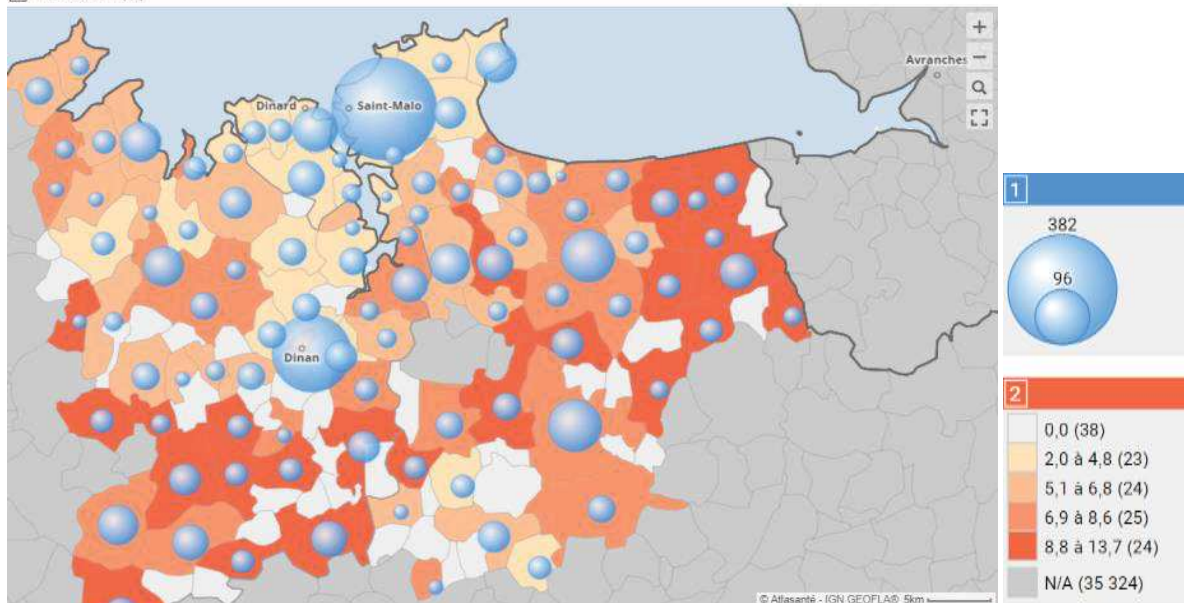 Avranches
+
−
Dinard
Saint-Malo
Dinan
© Atlasanté - IGN GEOFLA® 5km
1
382
96
2
0,0 (38)
2,0 à 4,8 (23)
5,1 à 6,8 (24)
6,9 à 8,6 (25)
8,8 à 13,7 (24)
N/A (35 324)